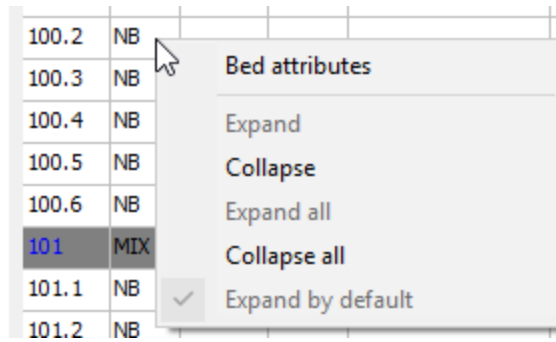 100.2 NB
Bed attributes
100.3 NB
100.4 NB
Expand
100.5 NB
Collapse
100.6 NB
Expand all
101 MIX
Collapse all
101.1 NB
Expand by default
101.2 NB